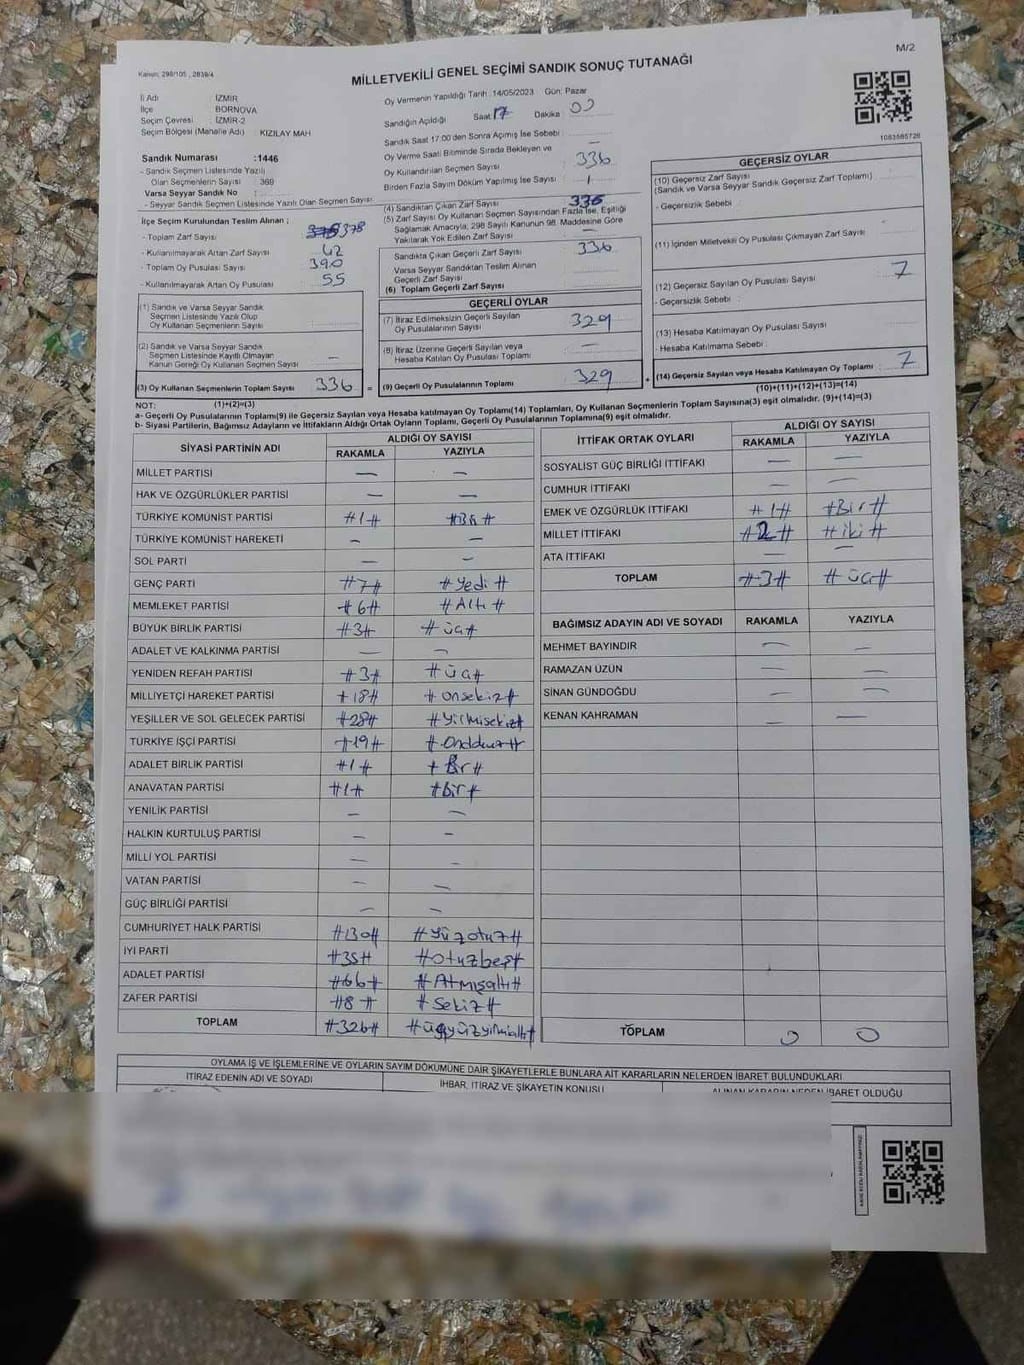 M/2
Kanun; 298/105 , 2839/4
MİLLETVEKİLİ GENEL SEÇİMİ SANDIK SONUÇ TUTANAĞI
İl Adı İZMİR
İlçe BORNOVA
Seçim Çevresi : İZMİR-2
Seçim Bölgesi (Mahalle Adı) : KIZILAY MAH
Oy Vermenin Yapıldığı Tarih : 14/05/2023 Gün: Pazar
Sandığın Açıldığı Saat 17 Dakika : 00
Sandık Saat 17:00'den Sonra Açımış İse Sebebi : —
Oy Verme Saati Bitiminde Sırada Bekleyen ve
Oy Kullandırılan Seçmen Sayısı : 336
Birden Fazla Sayım Döküm Yapılmış İse Sayısı : 1
1083585726
Sandık Numarası :1446
- Sandık Seçmen Listesinde Yazılı
Olan Seçmenlerin Sayısı : 369
Varsa Seyyar Sandık No :
- Seyyar Sandık Seçmen Listesinde Yazılı Olan Seçmen Sayısı
İlçe Seçim Kurulundan Teslim Alınan ;
- Toplam Zarf Sayısı 378
- Kullanılmayarak Artan Zarf Sayısı : 42
- Toplam Oy Pusulası Sayısı : 390
- Kullanılmayarak Artan Oy Pusulası : 55
(4) Sandıktan Çıkan Zarf Sayısı : 336
(5) Zarf Sayısı Oy Kullanan Seçmen Sayısından Fazla İse, Eşitliği
Sağlamak Amacıyla, 298 Sayılı Kanunun 98. Maddesine Göre
Yakılarak Yok Edilen Zarf Sayısı : —
Sandıkta Çıkan Geçerli Zarf Sayısı : 336
Varsa Seyyar Sandıktan Teslim Alınan
Geçerli Zarf Sayısı
(6) Toplam Geçerli Zarf Sayısı
GEÇERSİZ OYLAR
(10) Geçersiz Zarf Sayısı
(Sandık ve Varsa Seyyar Sandık Geçersiz Zarf Toplamı) :
- Geçersizlik Sebebi :
(11) İçinden Milletvekili Oy Pusulası Çıkmayan Zarf Sayısı
(12) Geçersiz Sayılan Oy Pusulası Sayısı : 7
- Geçersizlik Sebebi :
(13) Hesaba Katılmayan Oy Pusulası Sayısı
- Hesaba Katılmama Sebebi :
(14) Geçersiz Sayılan veya Hesaba Katılmayan Oy Toplamı : 7
(10)+(11)+(12)+(13)=(14)
(1) Sandık ve Varsa Seyyar Sandık
Seçmen Listesinde Yazılı Olup
Oy Kullanan Seçmenlerin Sayısı
(2) Sandık ve Varsa Seyyar Sandık
Seçmen Listesinde Kayıtlı Olmayan
Kanun Gereği Oy Kullanan Seçmen Sayısı —
(3) Oy Kullanan Seçmenlerin Toplam Sayısı 336 =
(1)+(2)=(3)
GEÇERLİ OYLAR
(7) İtiraz Edilmeksizin Geçerli Sayılan
Oy Pusulalarının Sayısı : 329
(8) İtiraz Üzerine Geçerli Sayılan veya
Hesaba Katılan Oy Pusulası Toplamı : —
(9) Geçerli Oy Pusulalarının Toplamı : 329 +
NOT:
a- Geçerli Oy Pusulalarının Toplamı(9) ile Geçersiz Sayılan veya Hesaba katılmayan Oy Toplamı(14) Toplamları, Oy Kullanan Seçmenlerin Toplam Sayısına(3) eşit olmalıdır. (9)+(14)=(3)
b- Siyasi Partilerin, Bağımsız Adayların ve İttifakların Aldığı Ortak Oyların Toplamı, Geçerli Oy Pusulalarının Toplamına(9) eşit olmalıdır.
SİYASİ PARTİNİN ADI ALDIĞI OY SAYISI
RAKAMLA YAZIYLA
MİLLET PARTİSİ — —
HAK VE ÖZGÜRLÜKLER PARTİSİ — —
TÜRKİYE KOMÜNİST PARTİSİ #1# #Bir#
TÜRKİYE KOMÜNİST HAREKETİ — —
SOL PARTİ — —
GENÇ PARTİ #7# #Yedi#
MEMLEKET PARTİSİ #6# #Altı#
BÜYÜK BİRLİK PARTİSİ #3# #üç#
ADALET VE KALKINMA PARTİSİ — —
YENİDEN REFAH PARTİSİ #3# #üç#
MİLLİYETÇİ HAREKET PARTİSİ #18# #onsekiz#
YEŞİLLER VE SOL GELECEK PARTİSİ #28# #Yirmisekiz#
TÜRKİYE İŞÇİ PARTİSİ #19# #Ondokuz#
ADALET BİRLİK PARTİSİ #1# #Bir#
ANAVATAN PARTİSİ #1# #Bir#
YENİLİK PARTİSİ — —
HALKIN KURTULUŞ PARTİSİ — —
MİLLİ YOL PARTİSİ — —
VATAN PARTİSİ — —
GÜÇ BİRLİĞİ PARTİSİ — —
CUMHURİYET HALK PARTİSİ #130# #Yüzotuz#
İYİ PARTİ #35# #otuzbeş#
ADALET PARTİSİ #66# #Atmışaltı#
ZAFER PARTİSİ #8# #Sekiz#
TOPLAM #326# #üçyüzyirmialtı#
İTTİFAK ORTAK OYLARI ALDIĞI OY SAYISI
RAKAMLA YAZIYLA
SOSYALİST GÜÇ BİRLİĞİ İTTİFAKI — —
CUMHUR İTTİFAKI — —
EMEK VE ÖZGÜRLÜK İTTİFAKI #1# #Bir#
MİLLET İTTİFAKI #2# #iki#
ATA İTTİFAKI — —
TOPLAM #3# #üç#
BAĞIMSIZ ADAYIN ADI VE SOYADI RAKAMLA YAZIYLA
MEHMET BAYINDIR — —
RAMAZAN ÜZÜN — —
SİNAN GÜNDOĞDU — —
KENAN KAHRAMAN — —
TOPLAM 0 0
OYLAMA İŞ VE İŞLEMLERİNE VE OYLARIN SAYIM DÖKÜMÜNE DAİR ŞİKAYETLERLE BUNLARA AİT KARARLARIN NELERDEN İBARET BULUNDUKLARI
İTİRAZ EDENİN ADI VE SOYADI İHBAR, İTİRAZ VE ŞİKAYETİN KONUSU ALINAN KARARIN NEDEN İBARET OLDUĞU